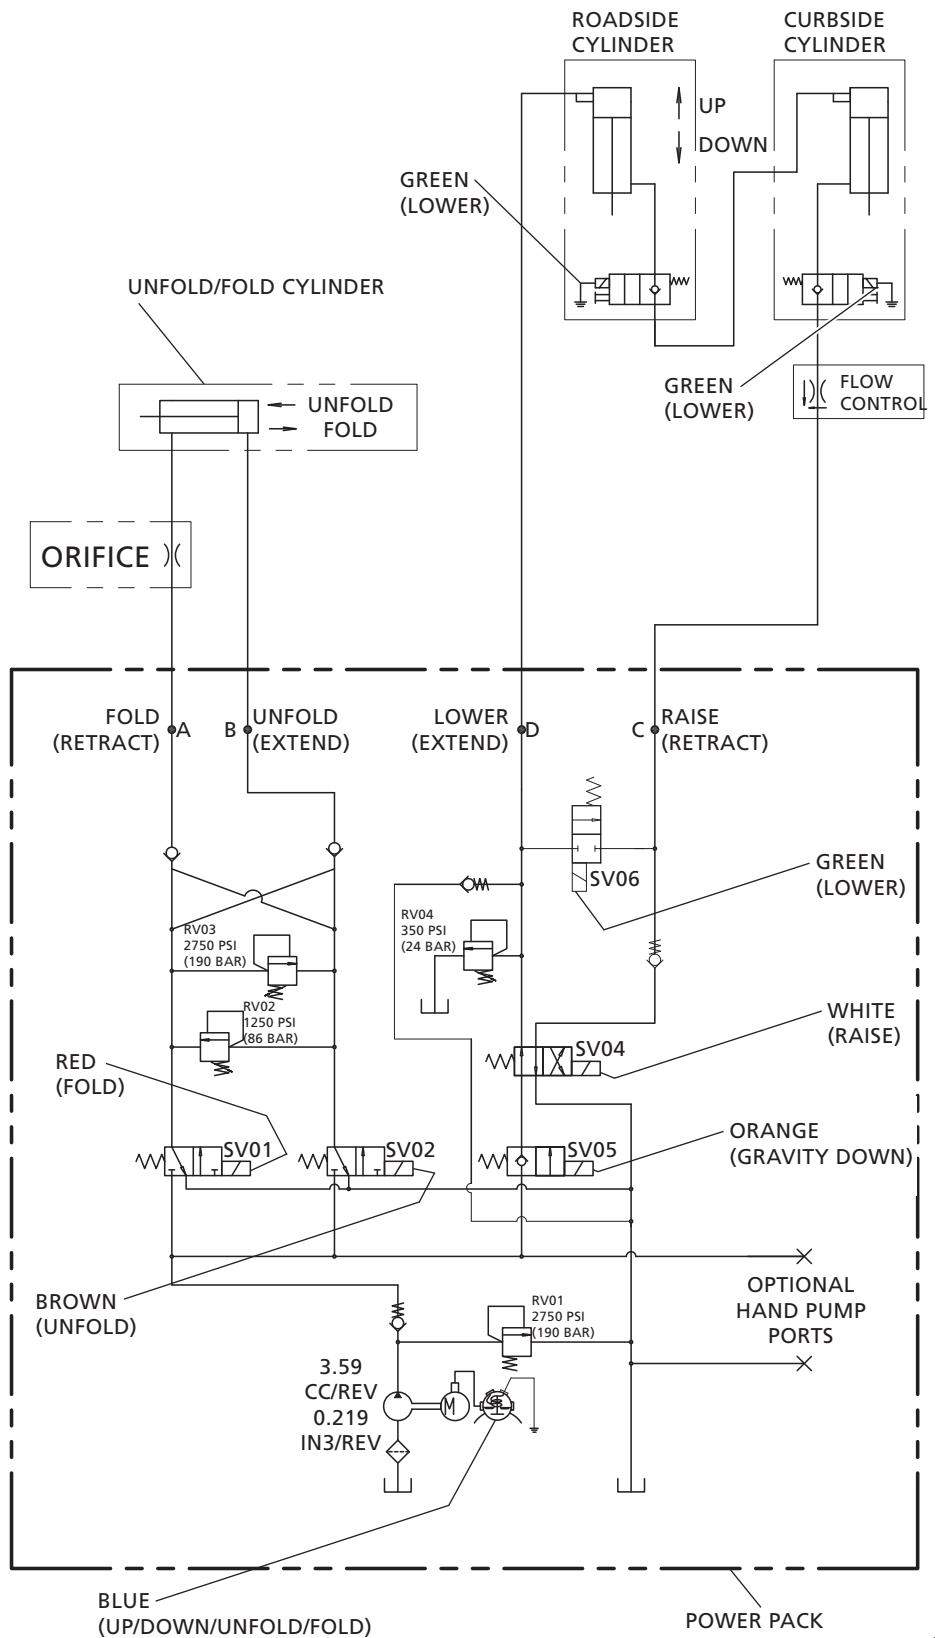 ROADSIDE
CYLINDER
CURBSIDE
CYLINDER
UP
DOWN
GREEN
(LOWER)
UNFOLD/FOLD CYLINDER
GREEN
(LOWER)
FLOW
CONTROL
UNFOLD
FOLD
ORIFICE
FOLD
(RETRACT)
A
B
UNFOLD
(EXTEND)
LOWER
(EXTEND)
D
C
RAISE
(RETRACT)
SV06
GREEN
(LOWER)
RV03
2750 PSI
(190 BAR)
RV04
350 PSI
(24 BAR)
RV02
1250 PSI
(86 BAR)
WHITE
(RAISE)
SV04
RED
(FOLD)
SV01
SV02
SV05
ORANGE
(GRAVITY DOWN)
BROWN
(UNFOLD)
OPTIONAL
HAND PUMP
PORTS
RV01
2750 PSI
(190 BAR)
3.59
CC/REV
0.219
IN3/REV
M
BLUE
(UP/DOWN/UNFOLD/FOLD)
POWER PACK